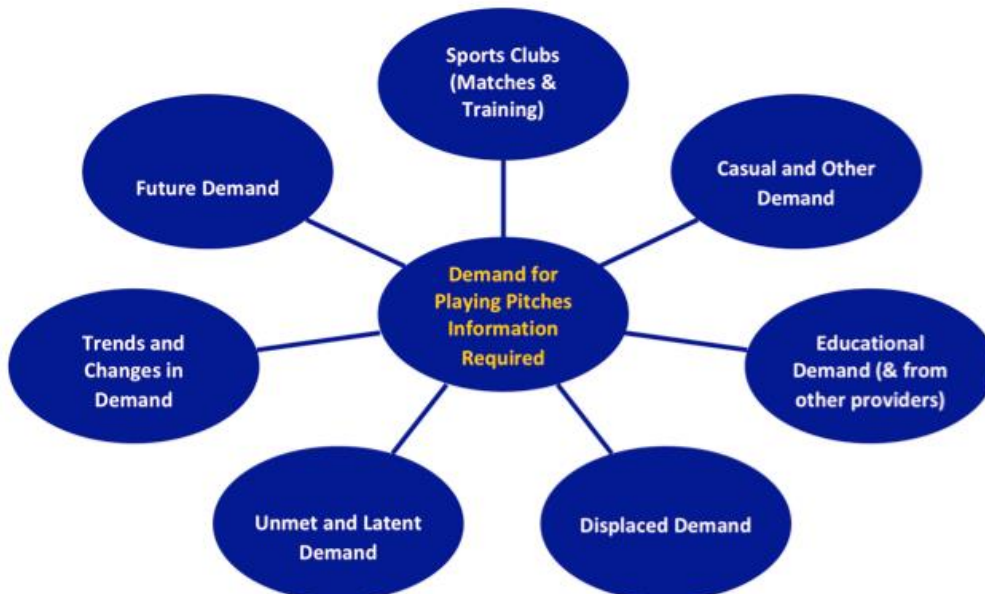 Sports Clubs
(Matches &
Training)
Casual and Other
Demand
Educational
Demand (& from
other providers)
Displaced Demand
Unmet and Latent
Demand
Trends and
Changes in
Demand
Future Demand
Demand for
Playing Pitches
Information
Required